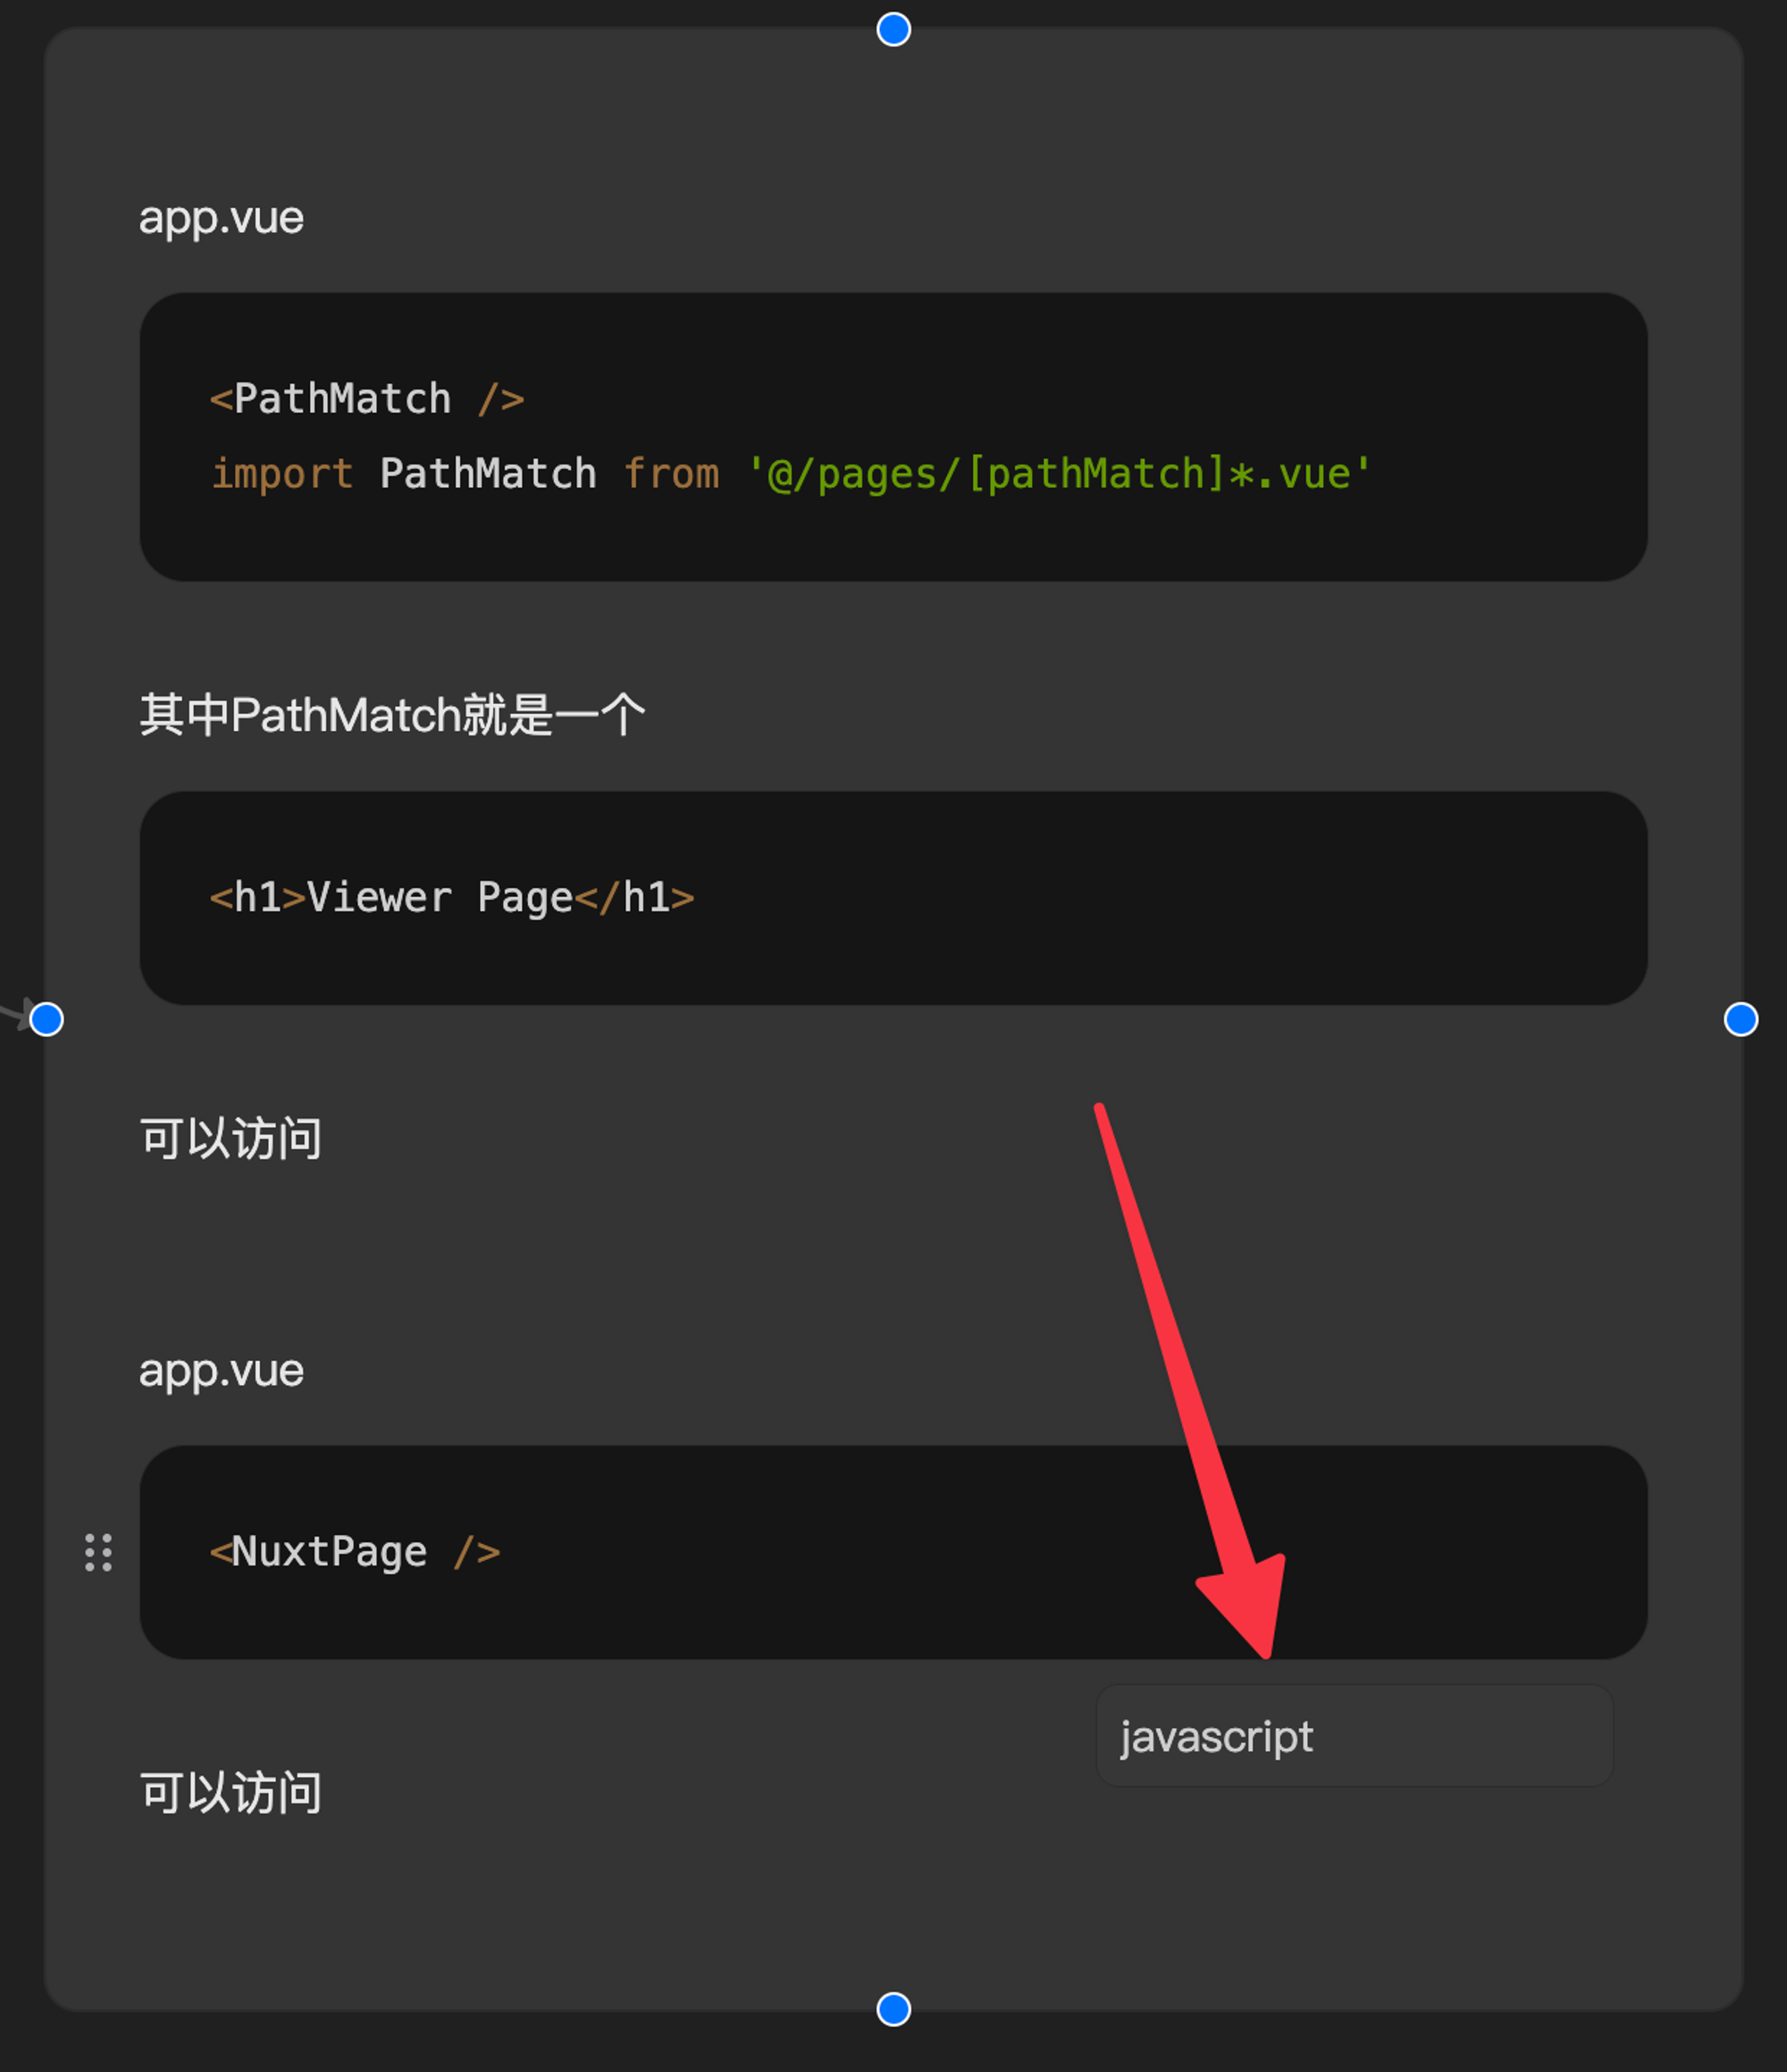 app.vue
<PathMatch />
import PathMatch from '@/pages/[pathMatch]*.vue'
其中PathMatch就是一个
<h1>Viewer Page</h1>
可以访问
app.vue
<NuxtPage />
javascript
可以访问